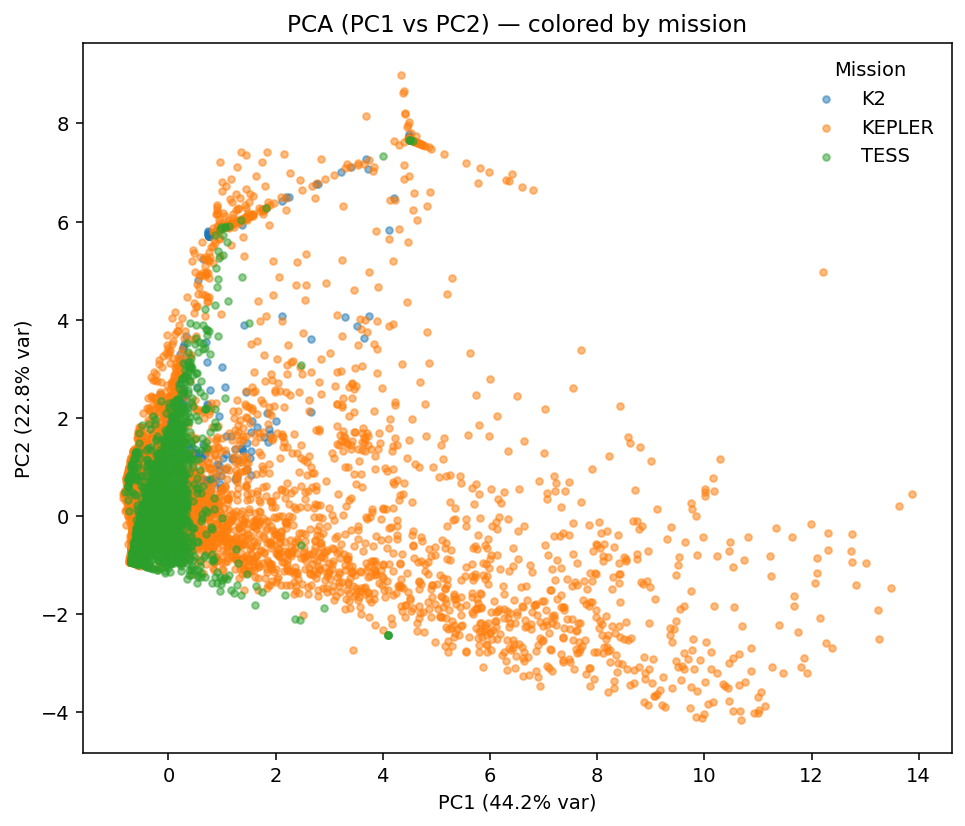 PCA (PC1 vs PC2) — colored by mission
Mission
K2
KEPLER
TESS
PC2 (22.8% var)
8
6
4
2
0
−2
−4
0 2 4 6 8 10 12 14
PC1 (44.2% var)